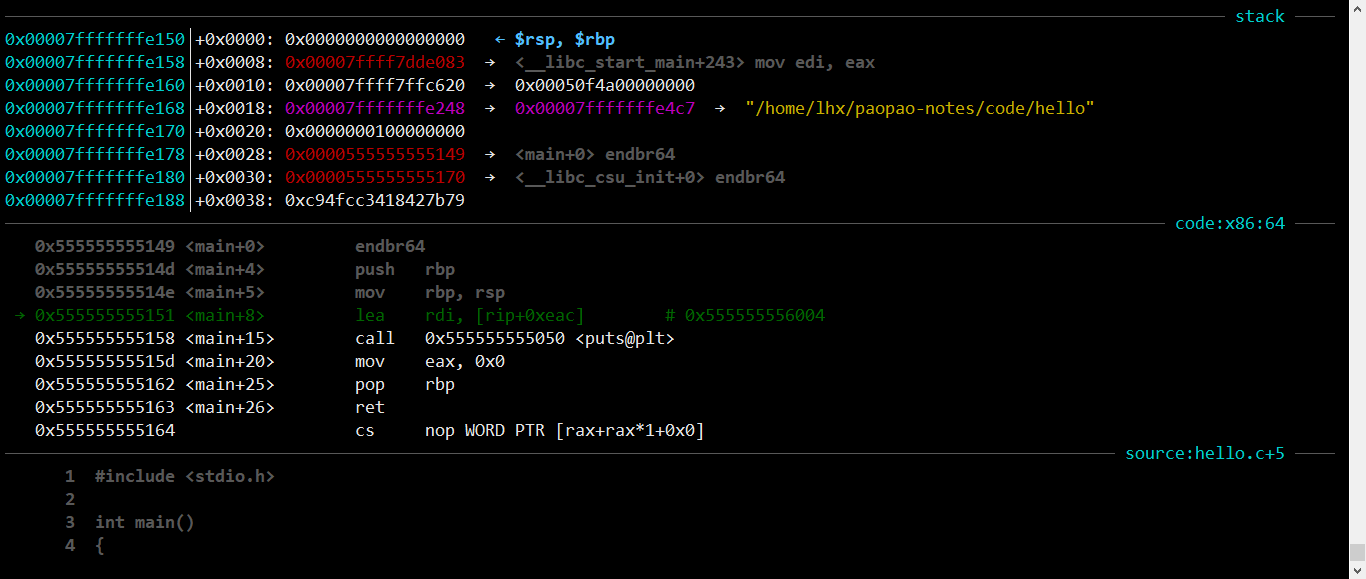 stack
0x00007fffffffe150│+0x0000: 0x0000000000000000   ← $rsp, $rbp
0x00007fffffffe158│+0x0008: 0x00007ffff7dde083  →  <__libc_start_main+243> mov edi, eax
0x00007fffffffe160│+0x0010: 0x00007ffff7ffc620  →  0x00050f4a00000000
0x00007fffffffe168│+0x0018: 0x00007fffffffe248  →  0x00007fffffffe4c7  →  "/home/lhx/paopao-notes/code/hello"
0x00007fffffffe170│+0x0020: 0x0000000100000000
0x00007fffffffe178│+0x0028: 0x0000555555555149  →  <main+0> endbr64
0x00007fffffffe180│+0x0030: 0x0000555555555170  →  <__libc_csu_init+0> endbr64
0x00007fffffffe188│+0x0038: 0xc94fcc3418427b79
code:x86:64
0x555555555149 <main+0>         endbr64
0x55555555514d <main+4>         push   rbp
0x55555555514e <main+5>         mov    rbp, rsp
→ 0x555555555151 <main+8>         lea    rdi, [rip+0xeac]        # 0x555555556004
0x555555555158 <main+15>        call   0x555555555050 <puts@plt>
0x55555555515d <main+20>        mov    eax, 0x0
0x555555555162 <main+25>        pop    rbp
0x555555555163 <main+26>        ret
0x555555555164                  cs     nop WORD PTR [rax+rax*1+0x0]
source:hello.c+5
1  #include <stdio.h>
2
3  int main()
4  {